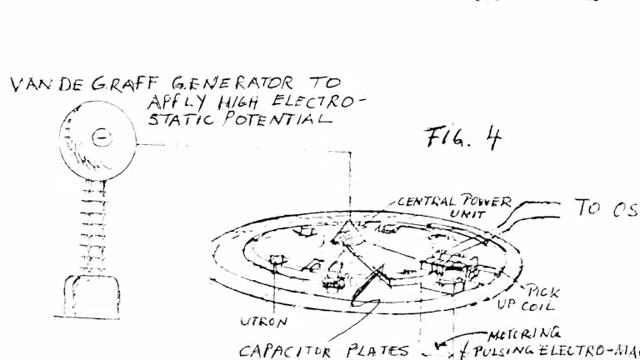 VAN DE GRAFF GENERATOR TO
APPLY HIGH ELECTRO-
STATIC POTENTIAL
FIG. 4
CENTRAL POWER
UNIT
TO OS
PICK
UP COIL
UTRON
MOTORING
CAPACITOR PLATES
PULSING ELECTRO-MA